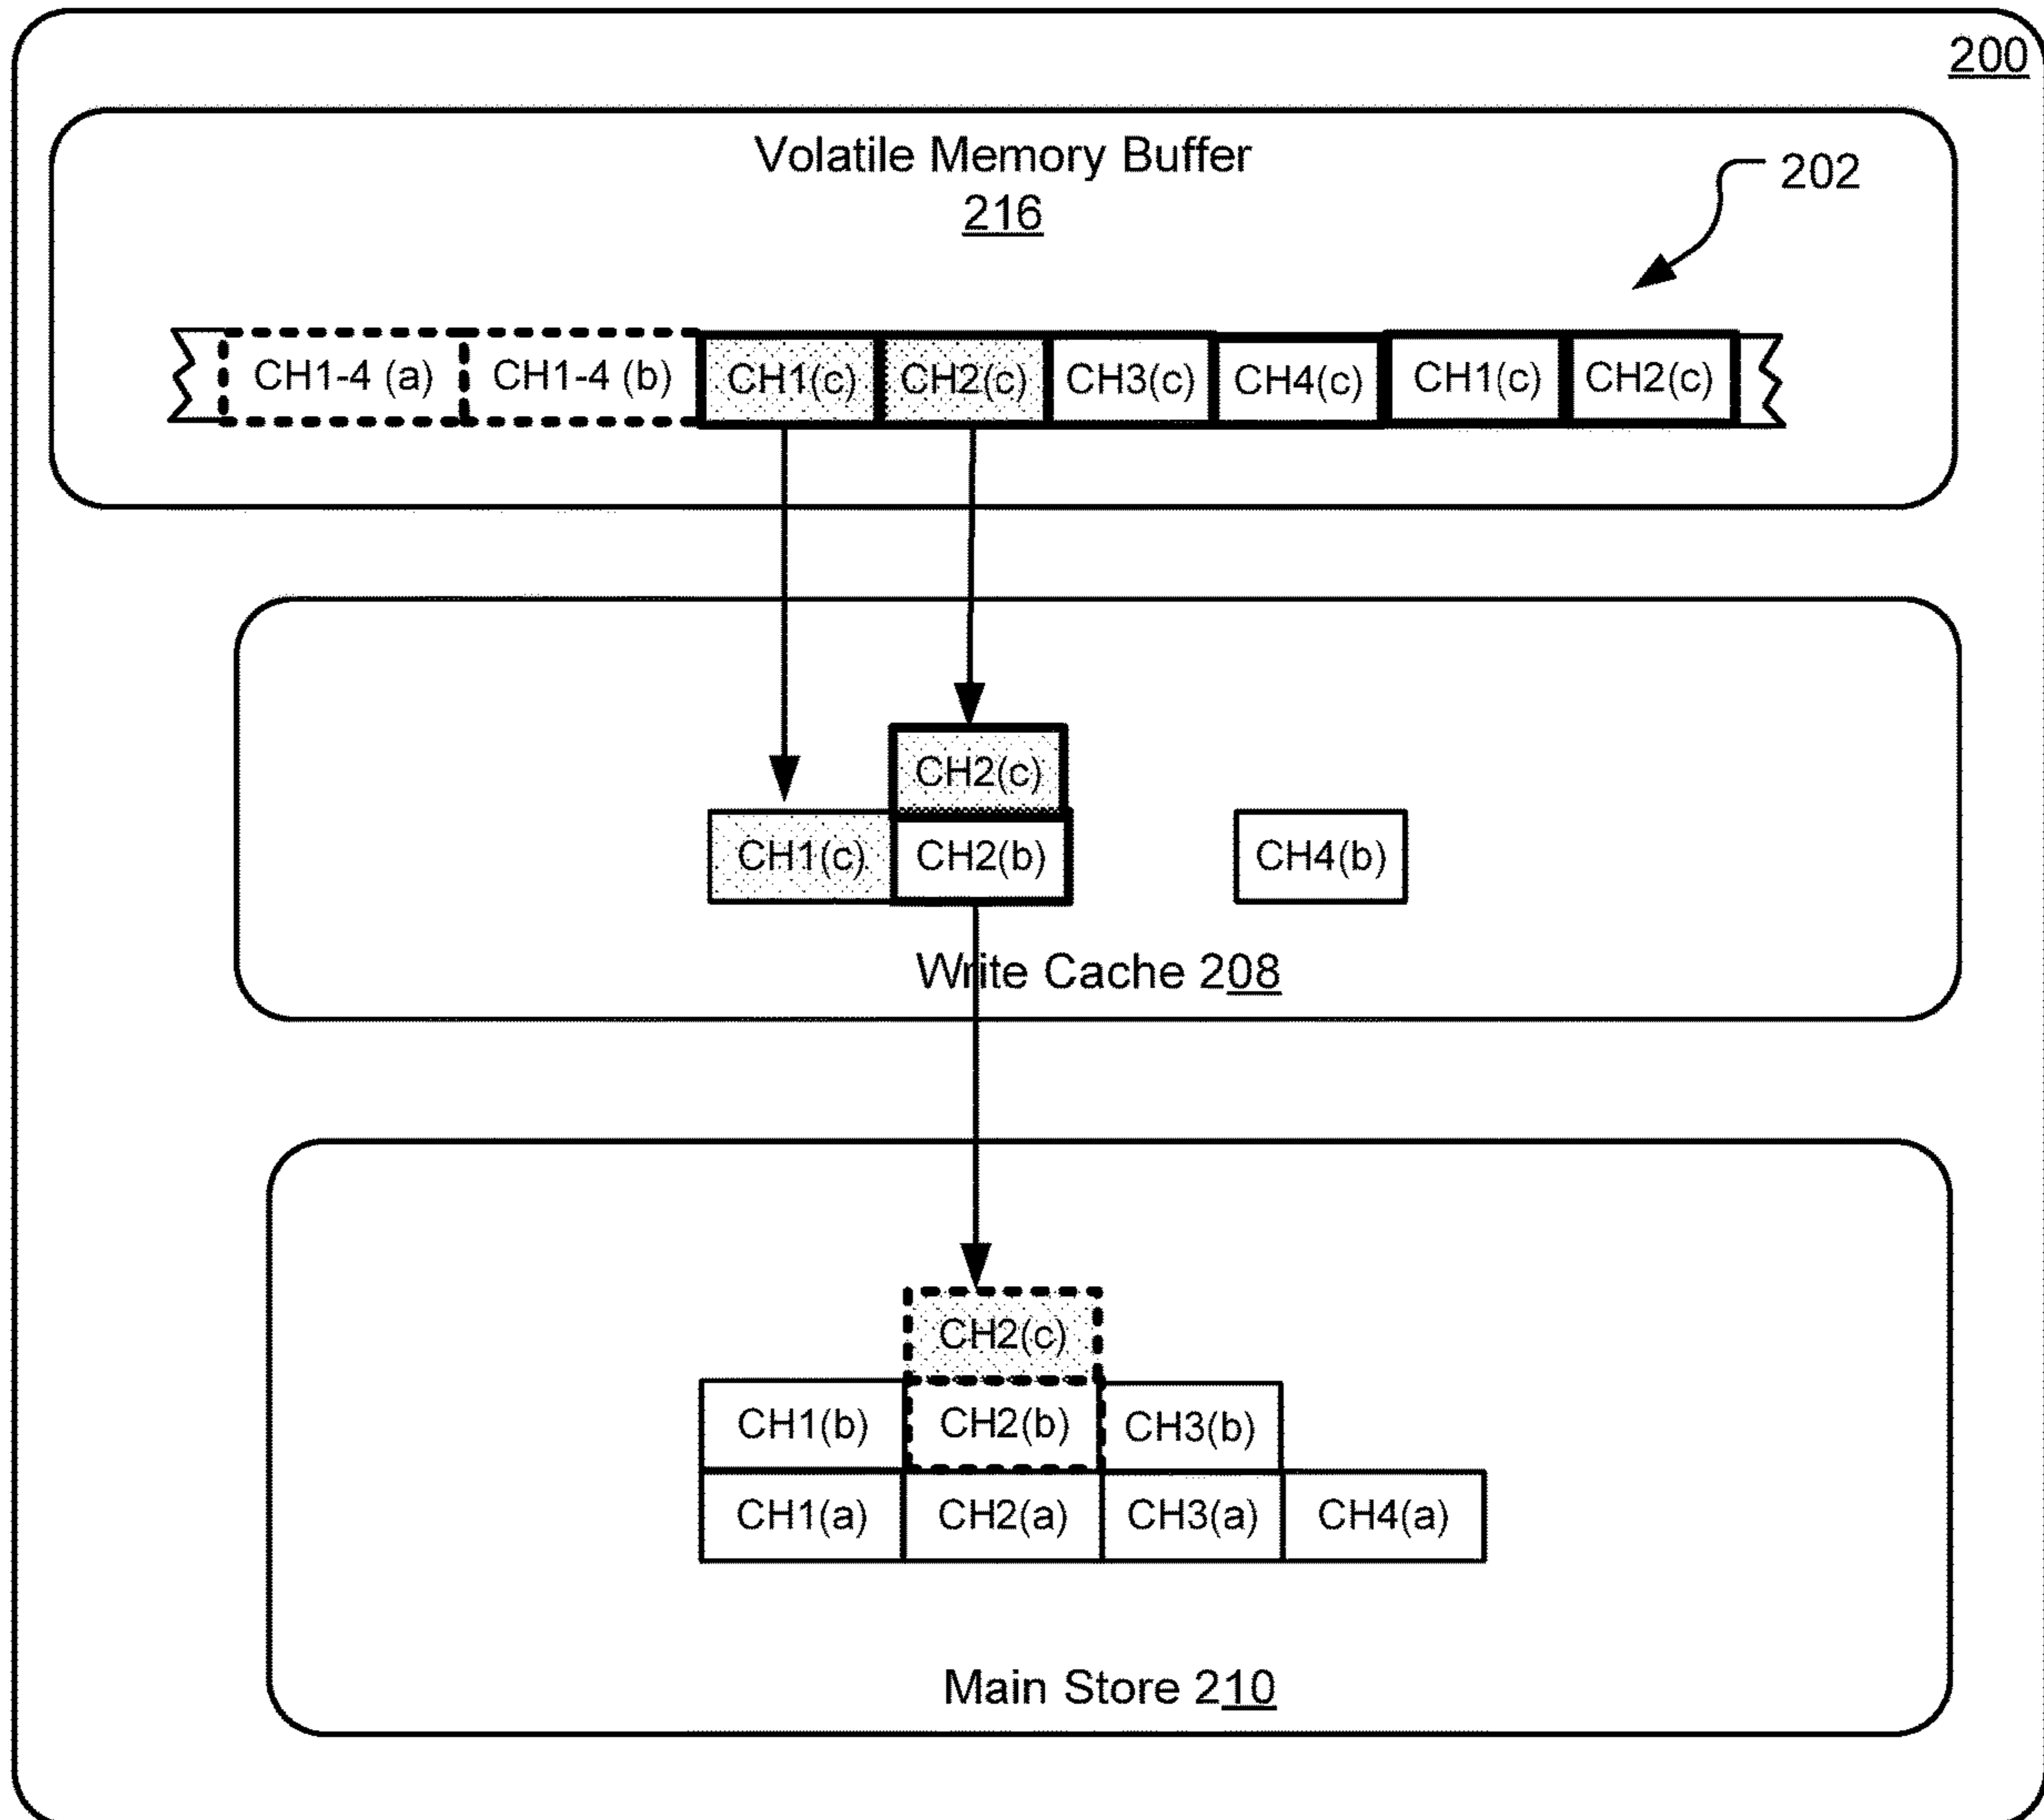 200
Volatile Memory Buffer
216
202
CH1-4 (a) CH1-4 (b) CH1(c) CH2(c) CH3(c) CH4(c) CH1(c) CH2(c)
CH2(c)
CH1(c) CH2(b) CH4(b)
Write Cache 208
CH2(c)
CH1(b) CH2(b) CH3(b)
CH1(a) CH2(a) CH3(a) CH4(a)
Main Store 210